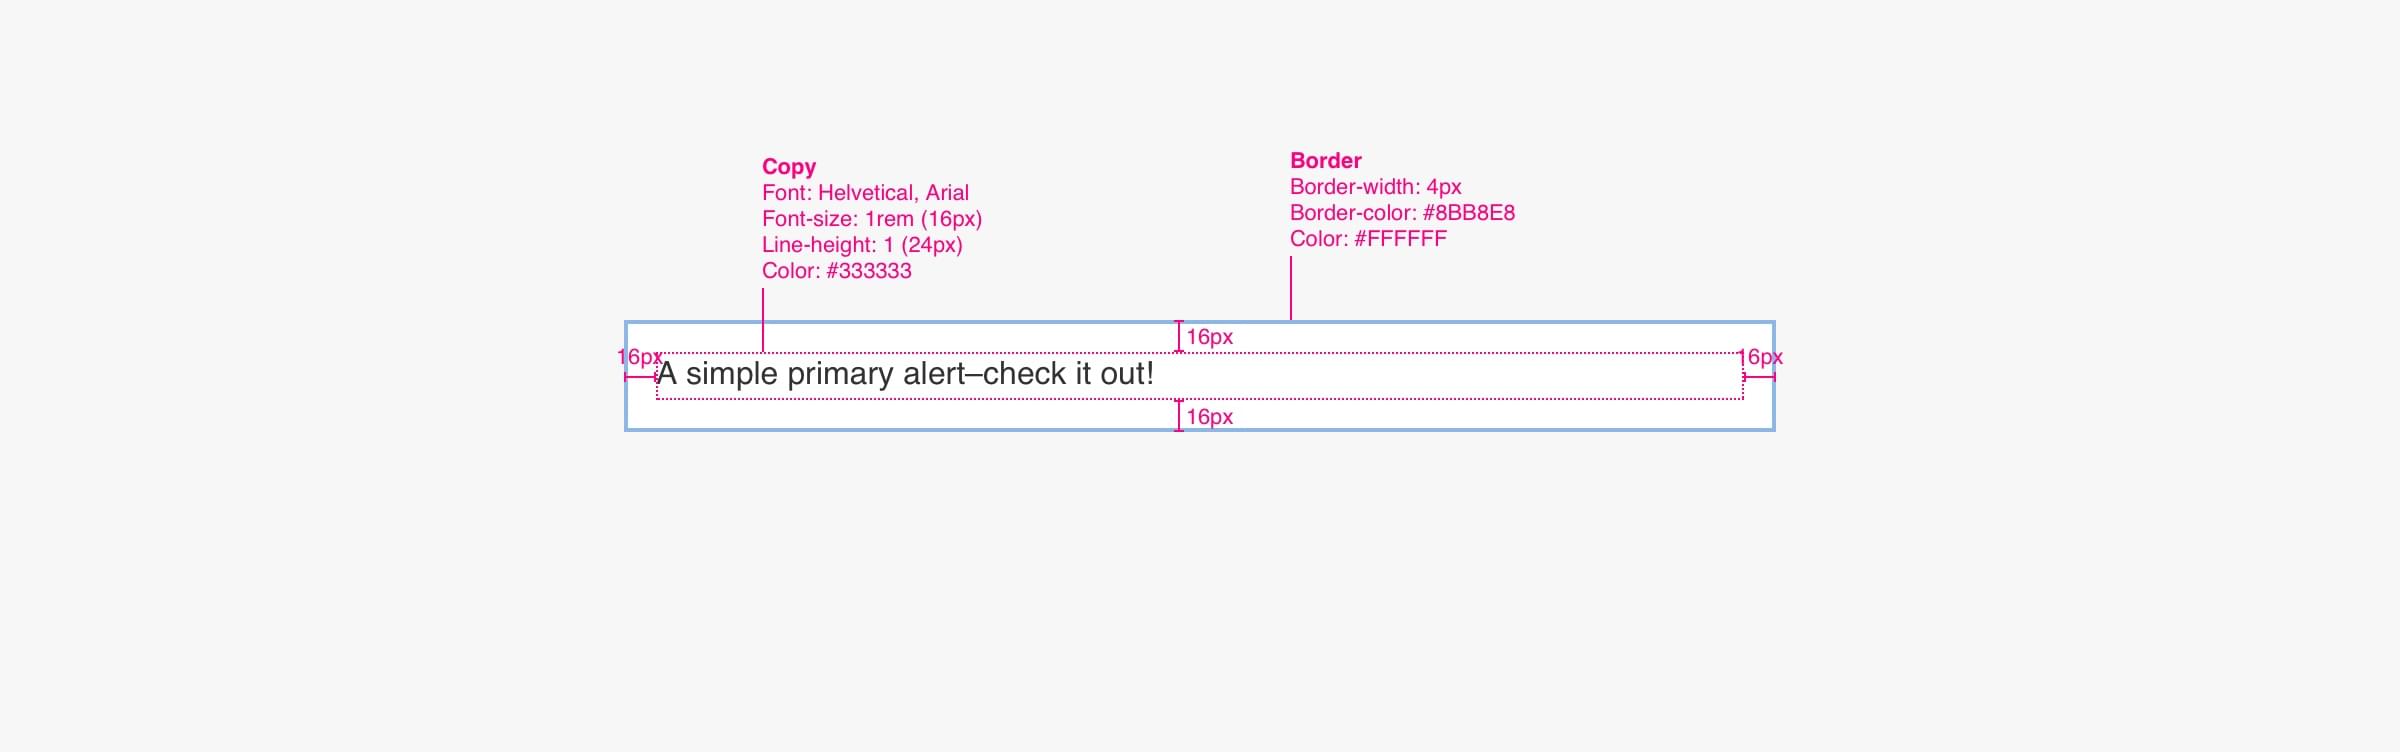 Copy
Font: Helvetical, Arial
Font-size: 1rem (16px)
Line-height: 1 (24px)
Color: #333333
Border
Border-width: 4px
Border-color: #8BB8E8
Color: #FFFFFF
16px
16px
A simple primary alert–check it out!
16px
16px